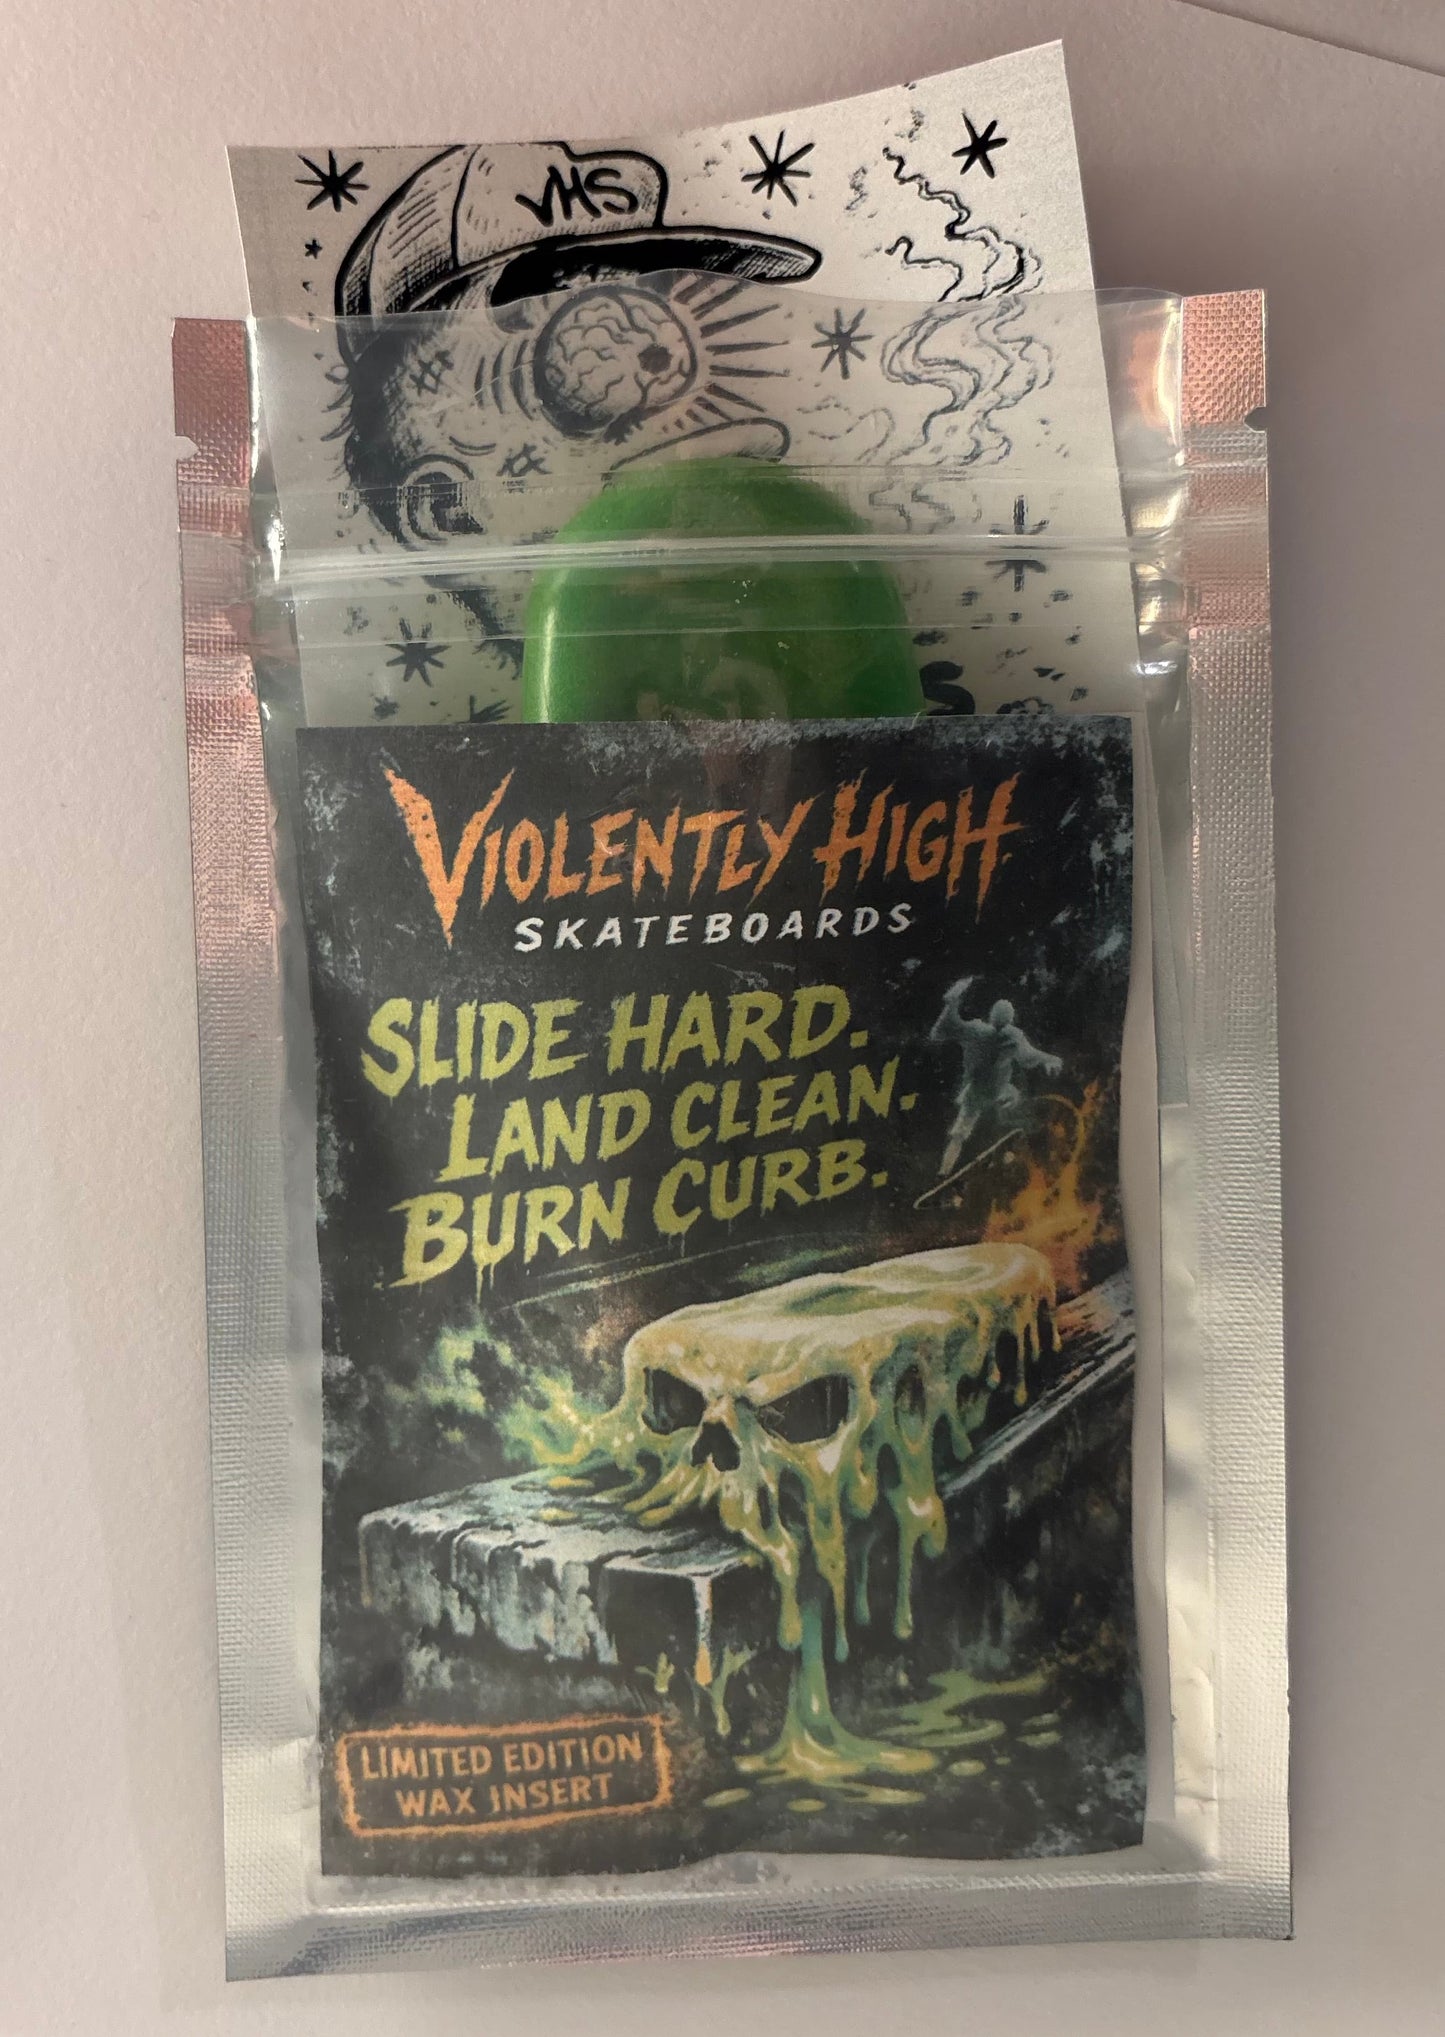 VHS
VIOLENTLY HIGH
SKATEBOARDS
SLIDE HARD.
LAND CLEAN.
BURN CURB.
LIMITED EDITION
WAX INSERT